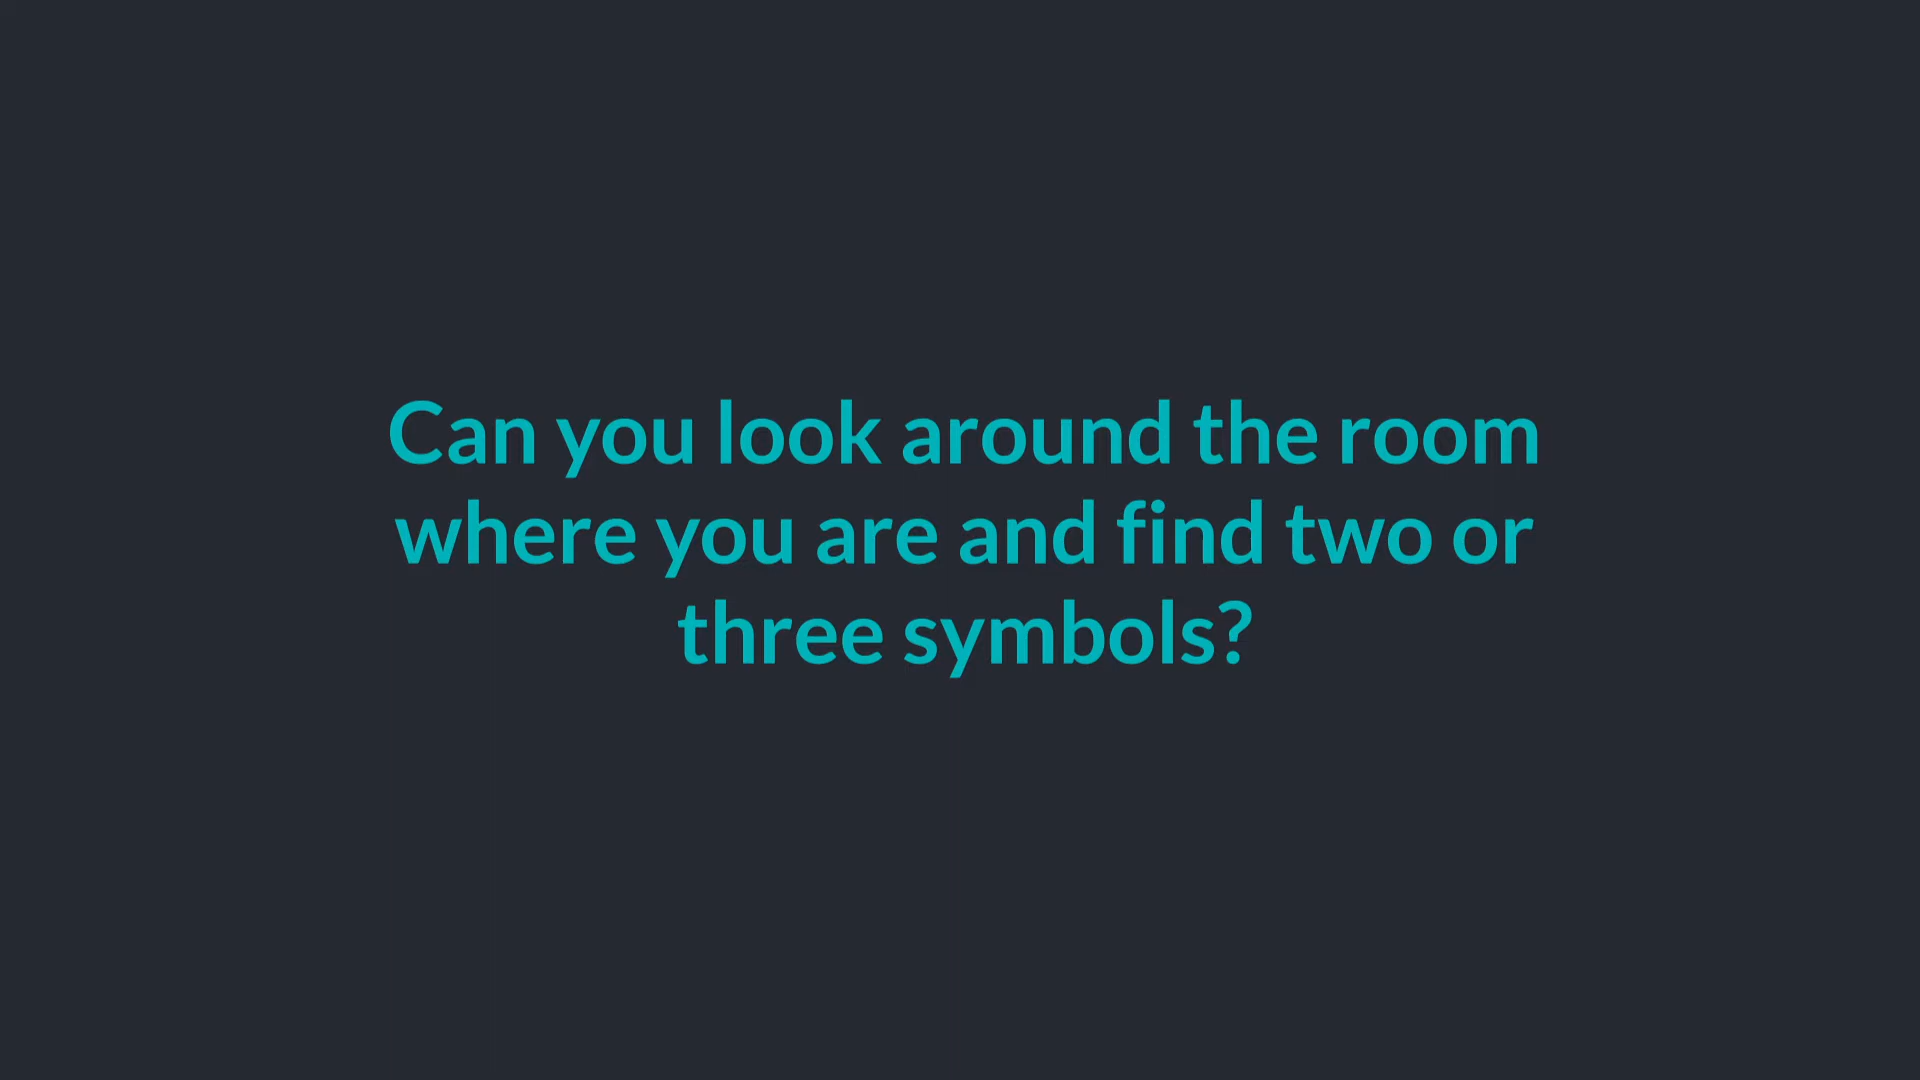 Can you look around the room
where you are and find two or
three symbols?